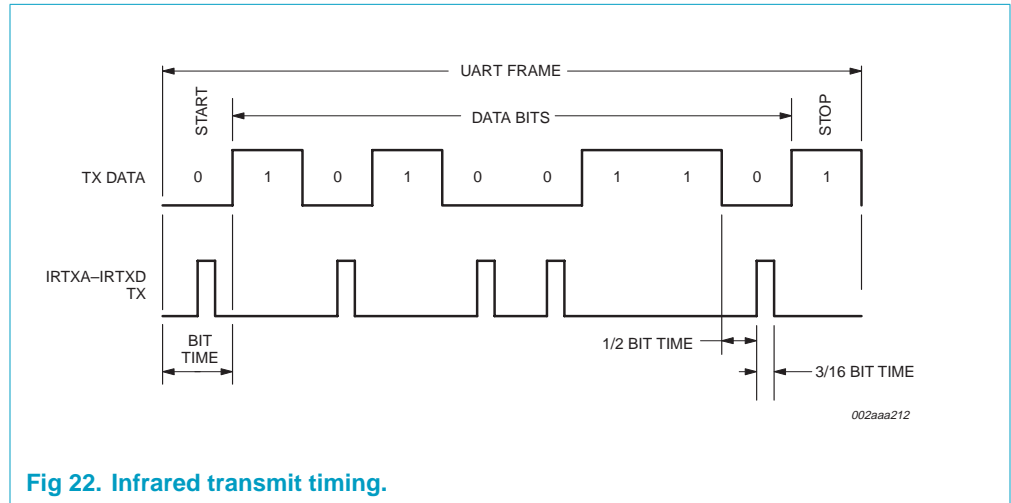 UART FRAME
START
DATA BITS
STOP
TX DATA
0 1 0 1 0 0 1 1 0 1
IRTXA–IRTXD
TX
BIT
TIME
1/2 BIT TIME
3/16 BIT TIME
002aaa212
Fig 22. Infrared transmit timing.